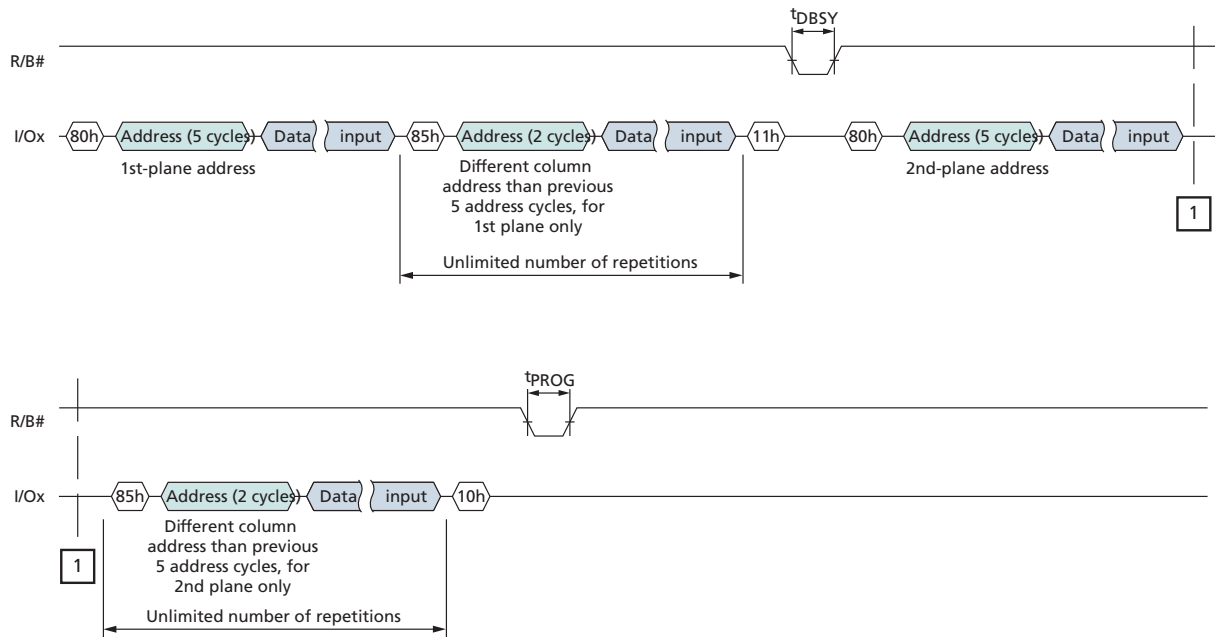 tDBSY
R/B#
I/Ox 80h Address (5 cycles) Data input 85h Address (2 cycles) Data input 11h 80h Address (5 cycles) Data input
1st-plane address
Different column
address than previous
5 address cycles, for
1st plane only
2nd-plane address
1
Unlimited number of repetitions
tPROG
R/B#
I/Ox 85h Address (2 cycles) Data input 10h
Different column
address than previous
5 address cycles, for
2nd plane only
1
Unlimited number of repetitions